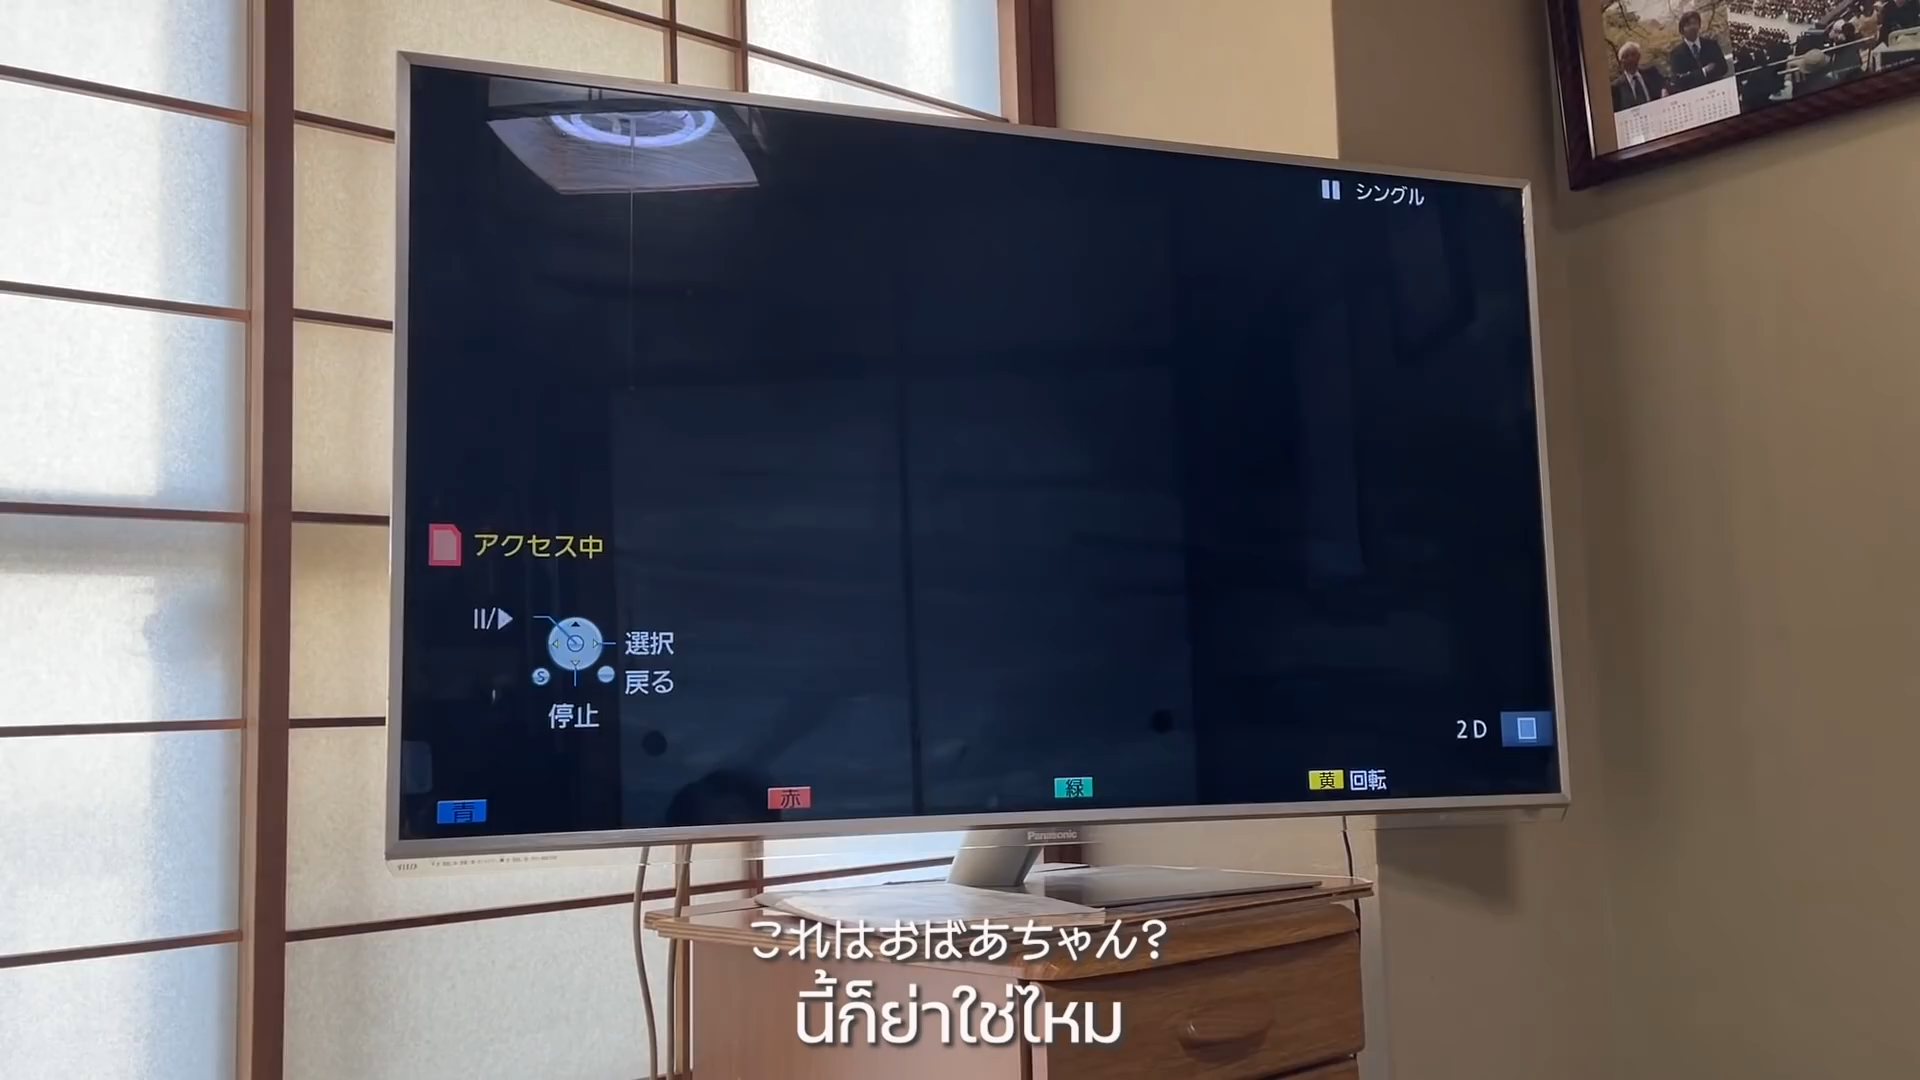 シングル
アクセス中
II/▶
選択
S
戻る
停止
2D
青
赤
緑
黄 回転
Panasonic
これはおばあちゃん?
นี้ก็ย่าใช่ไหม